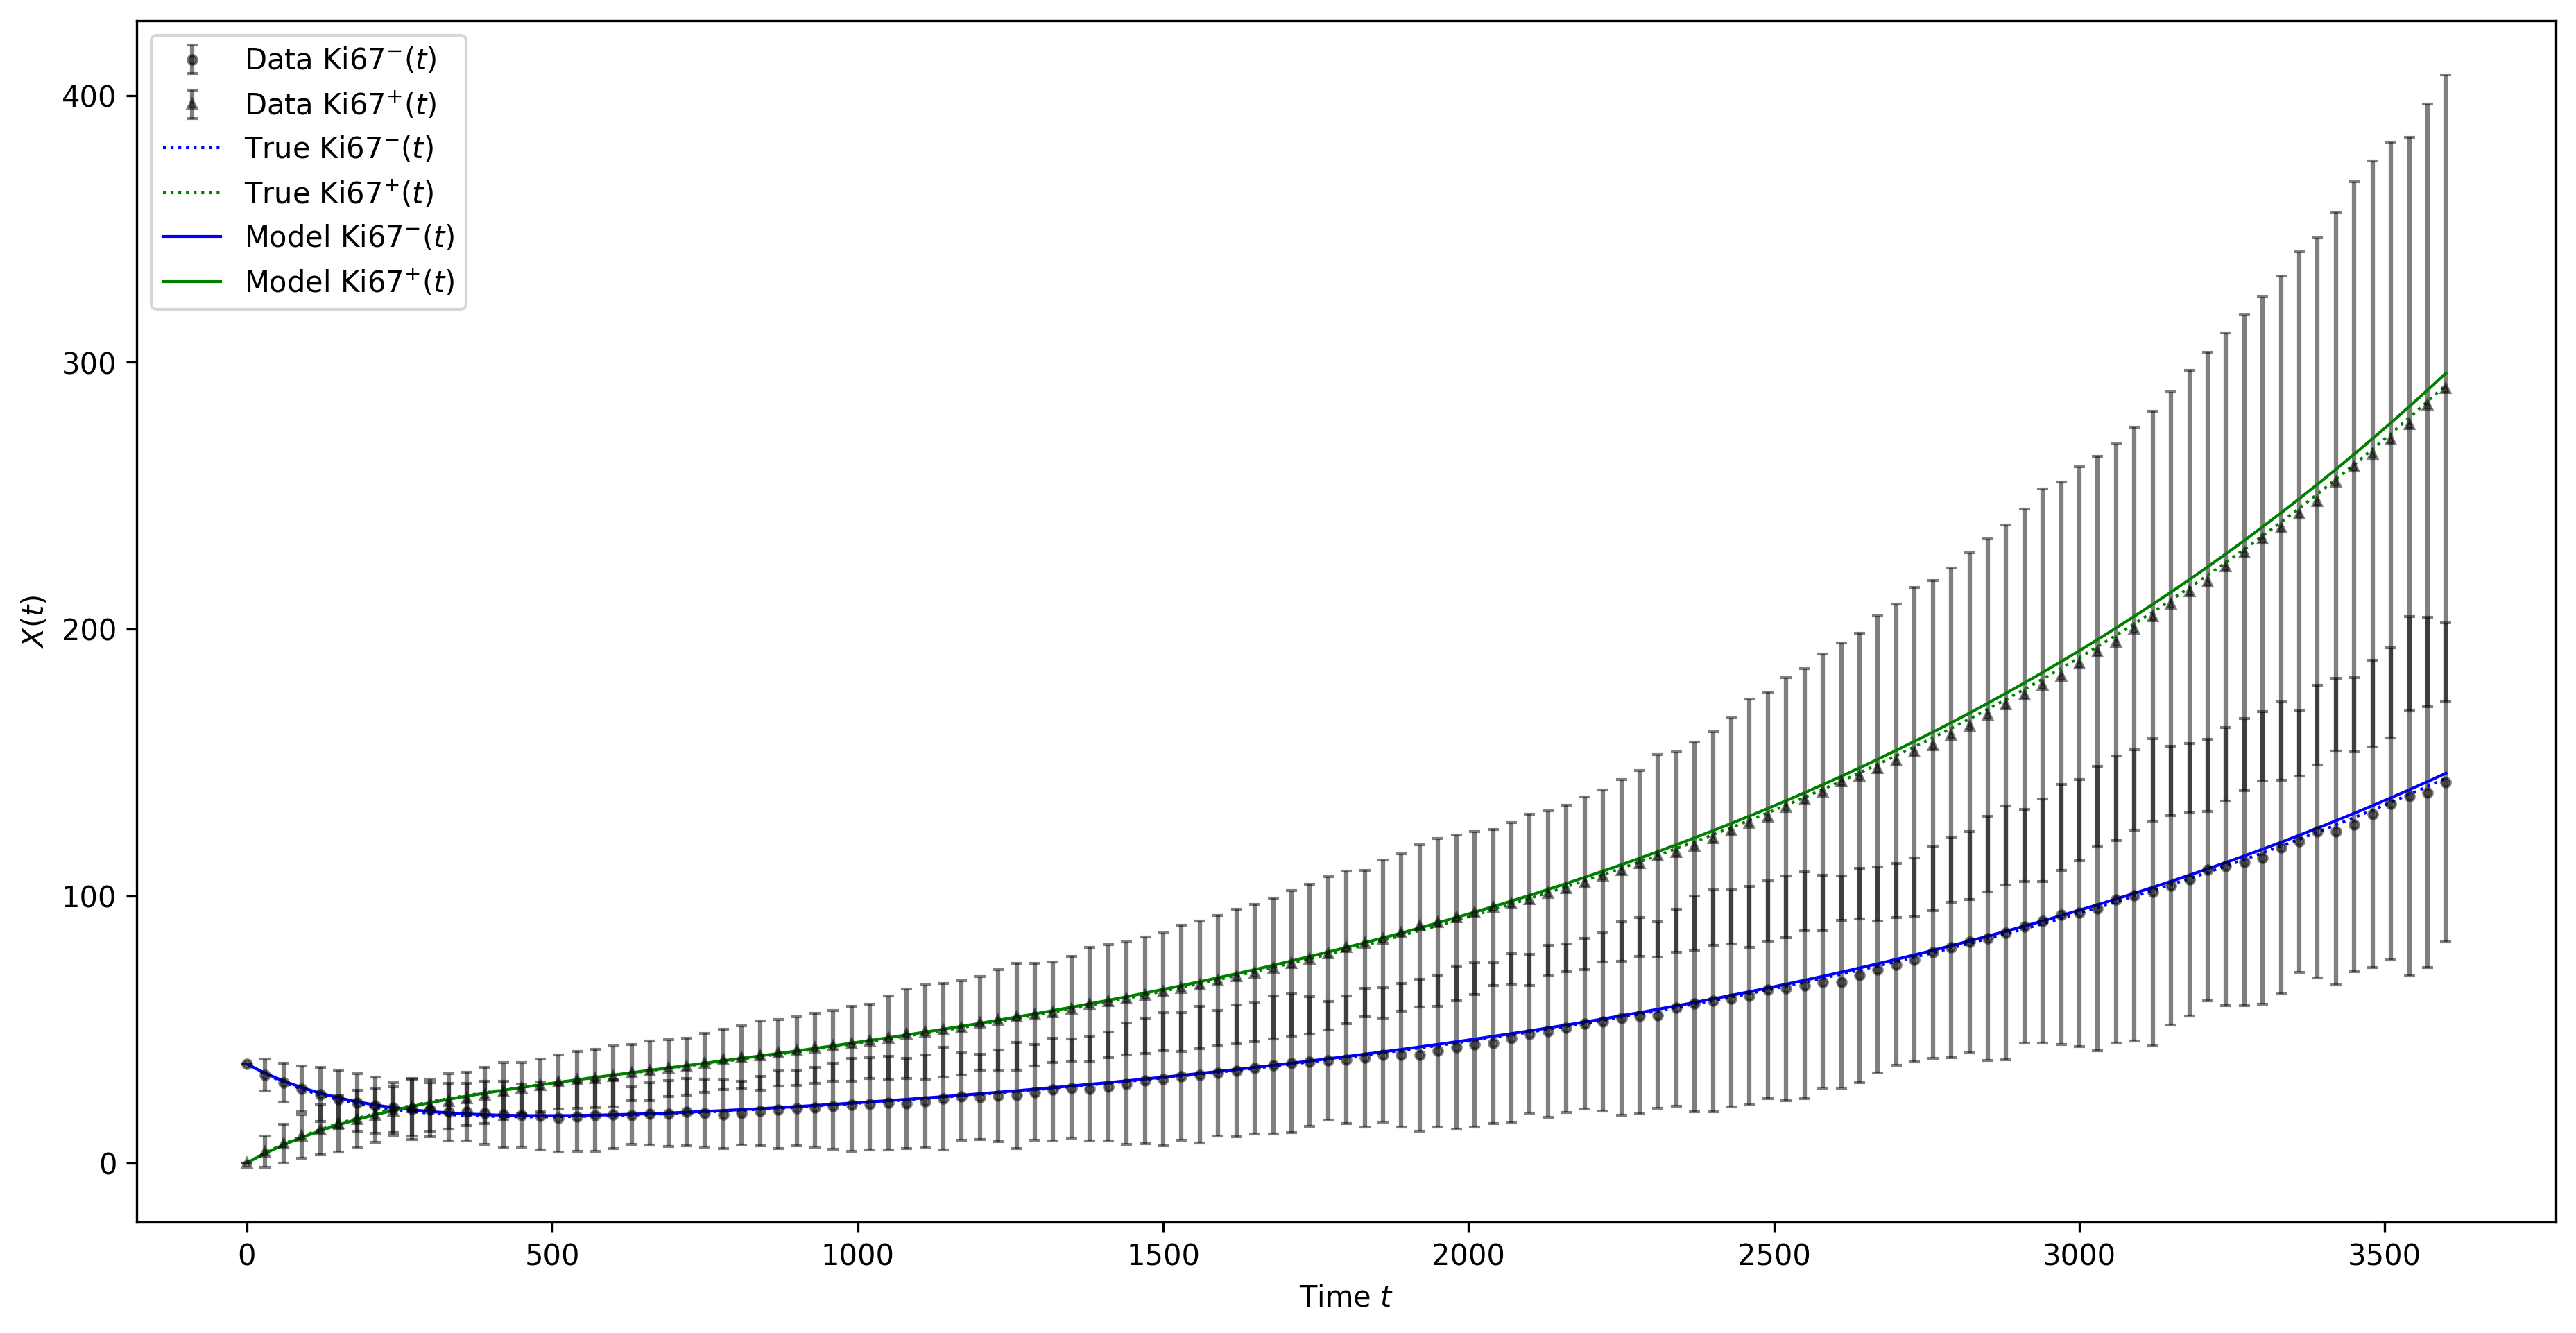 Data Ki67⁻(t)
Data Ki67⁺(t)
True Ki67⁻(t)
True Ki67⁺(t)
Model Ki67⁻(t)
Model Ki67⁺(t)
400
300
200
100
0
X(t)
0 500 1000 1500 2000 2500 3000 3500
Time t